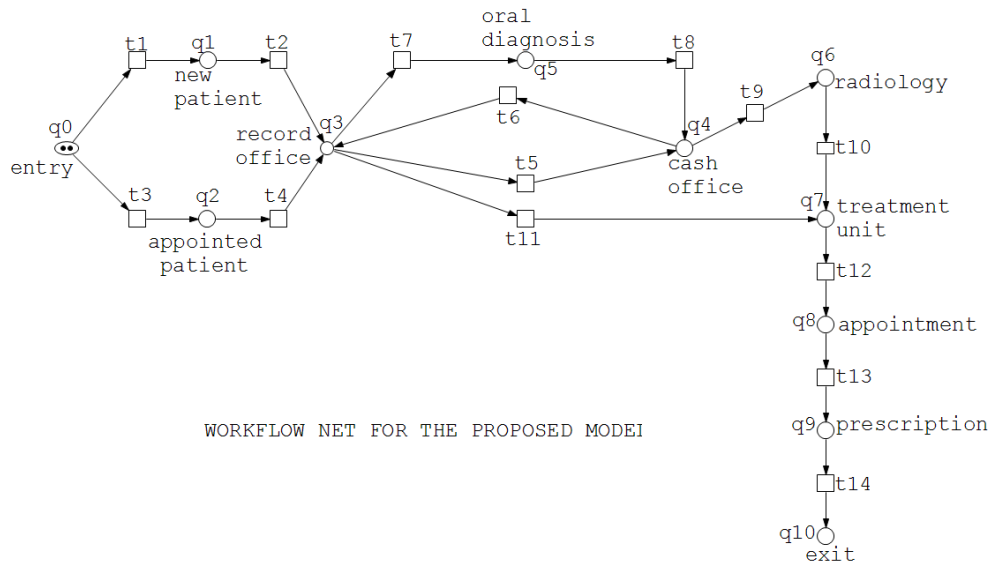 oral
diagnosis
t1
q1
t2
t7
t8
q5
q6
new
patient
t9
radiology
t6
q0
q3
record
office
q4
t10
entry
t5
cash
office
t3
q2
t4
q7
treatment
unit
appointed
patient
t11
t12
q8
appointment
t13
WORKFLOW NET FOR THE PROPOSED MODEl
q9
prescription
t14
q10
exit